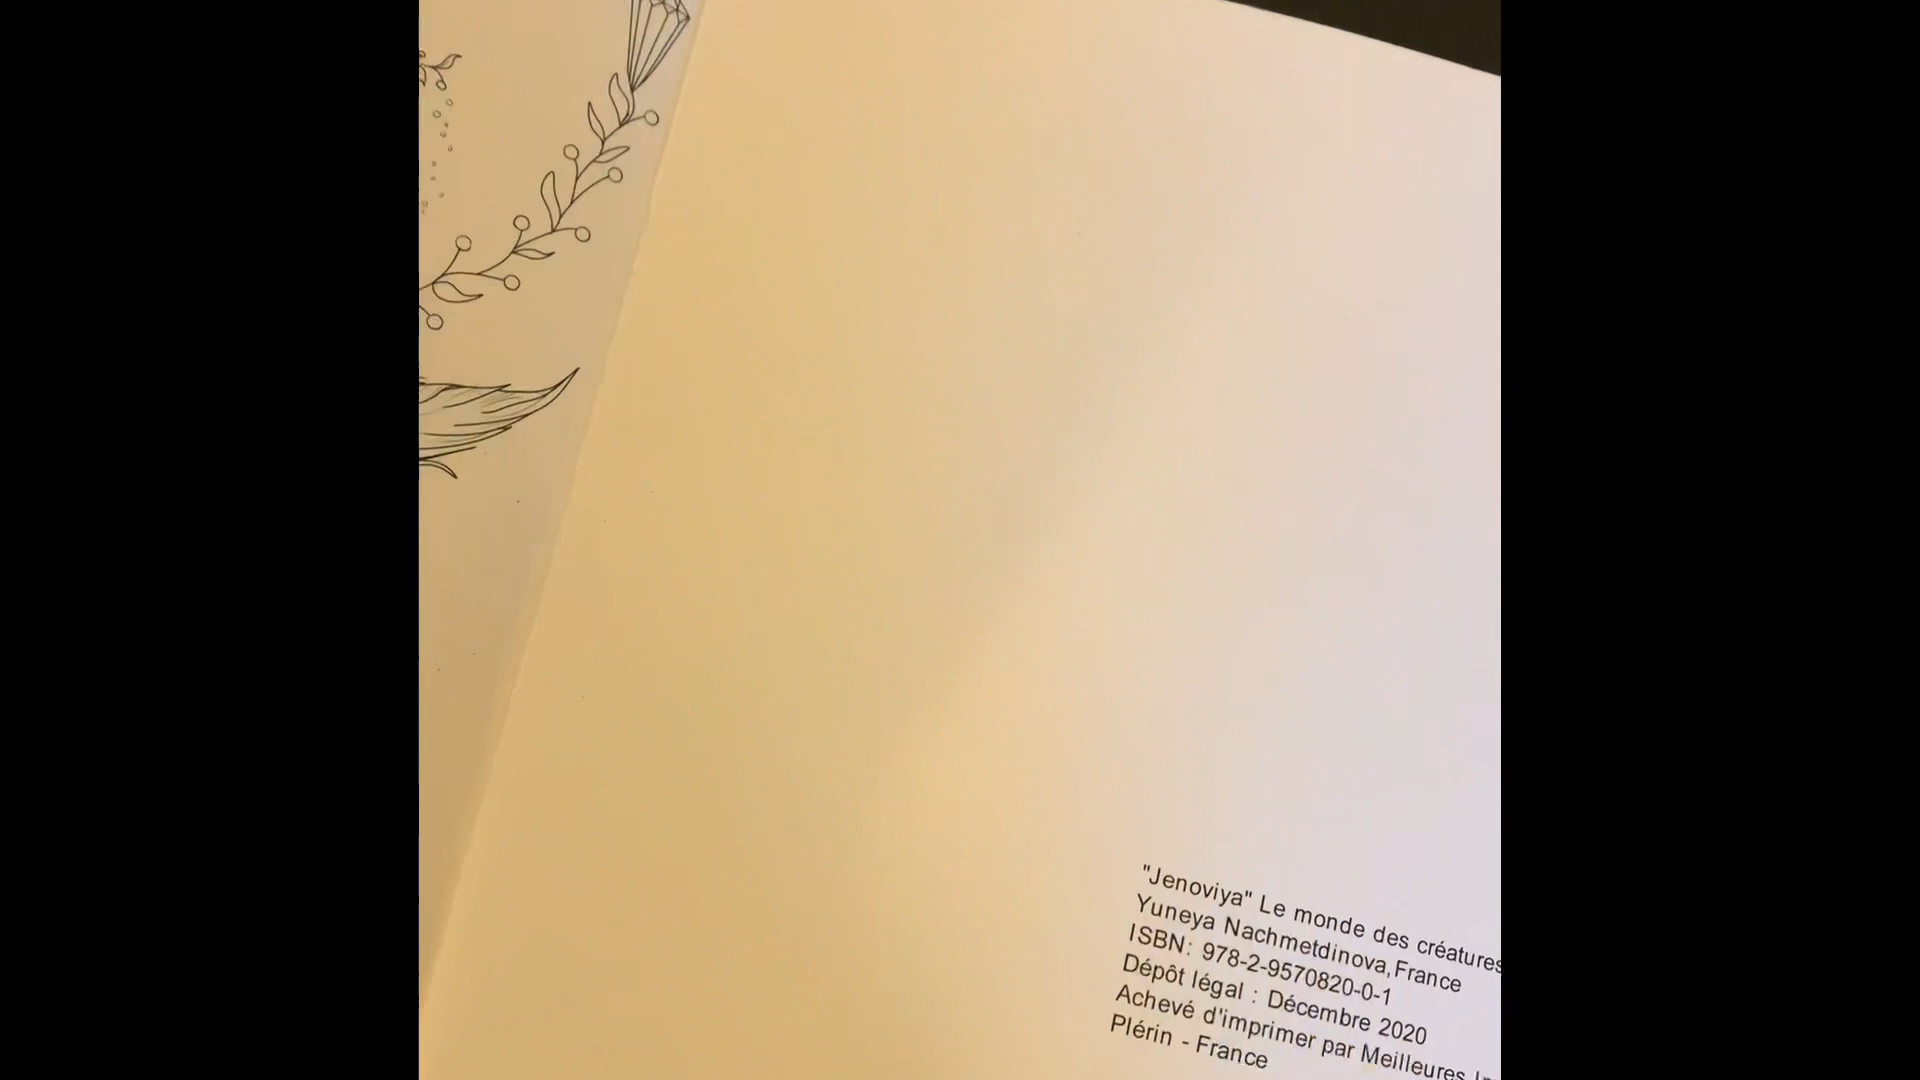 "Jenoviya" Le monde des créatures
Yuneya Nachmetdinova,France
ISBN: 978-2-9570820-0-1
Dépôt légal : Décembre 2020
Achevé d'imprimer par Meilleures
Plérin - France